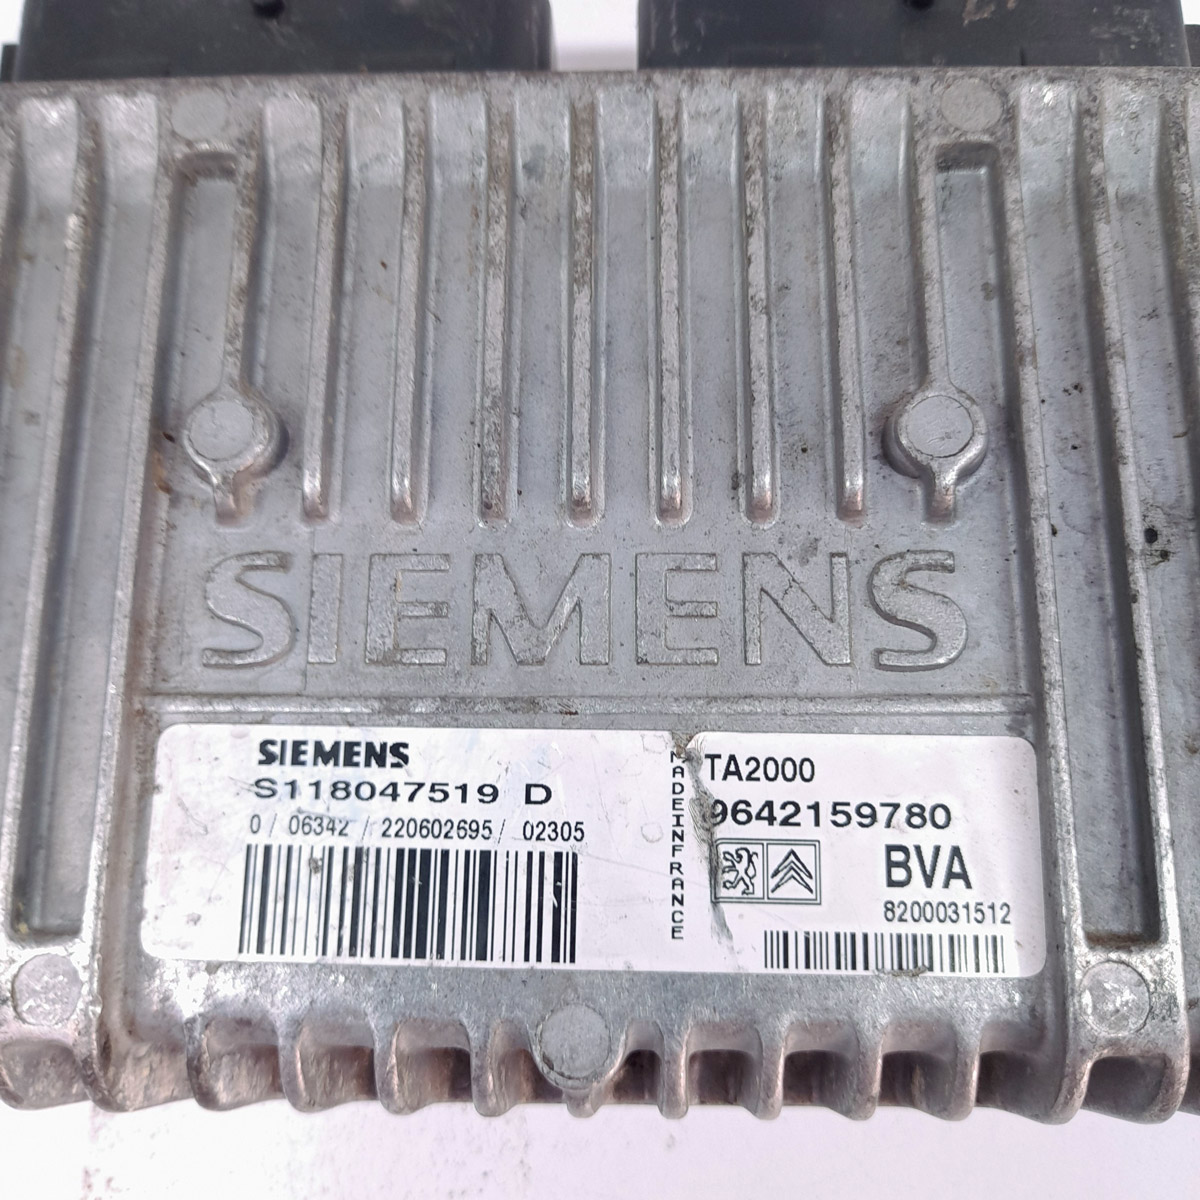 SIEMENS
SIEMENS
S118047519 D
0/ 06342 / 220602695/ 02305
MADEINFRANCE
TA2000
9642159780
BVA
8200031512